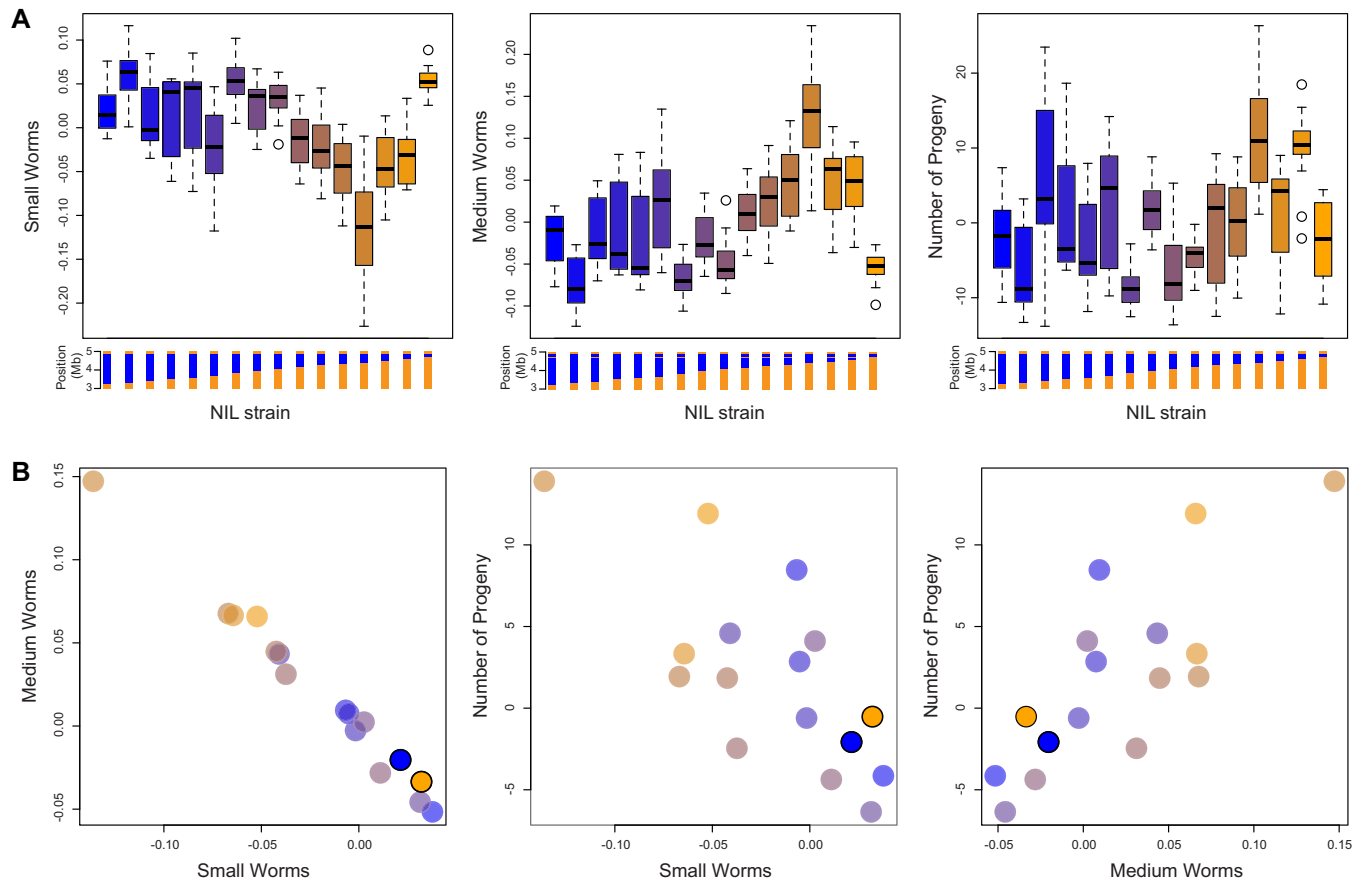 A
Small Worms
0.10
0.05
0.00
-0.05
-0.10
-0.15
-0.20
Position
(Mb)
5
4
3
NIL strain
Medium Worms
0.20
0.15
0.10
0.05
0.00
-0.05
-0.10
Position
(Mb)
5
4
3
NIL strain
Number of Progeny
20
10
0
-10
Position
(Mb)
5
4
3
NIL strain
B
Medium Worms
0.15
0.10
0.05
0.00
-0.05
-0.10 -0.05 0.00
Small Worms
Number of Progeny
10
5
0
-5
-0.10 -0.05 0.00
Small Worms
Number of Progeny
10
5
0
-5
-0.05 0.00 0.05 0.10 0.15
Medium Worms